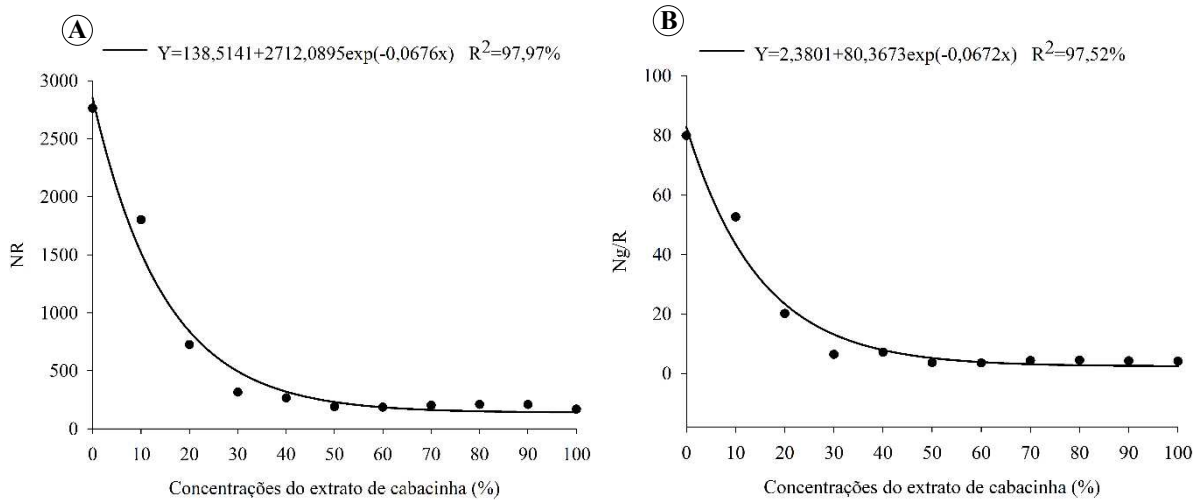 A
Y=138,5141+2712,0895exp(-0,0676x) R²=97,97%
3000
2500
2000
1500
1000
500
0
NR
0 10 20 30 40 50 60 70 80 90 100
Concentrações do extrato de cabacinha (%)
B
Y=2,3801+80,3673exp(-0,0672x) R²=97,52%
100
80
60
40
20
0
Ng/R
0 10 20 30 40 50 60 70 80 90 100
Concentrações do extrato de cabacinha (%)